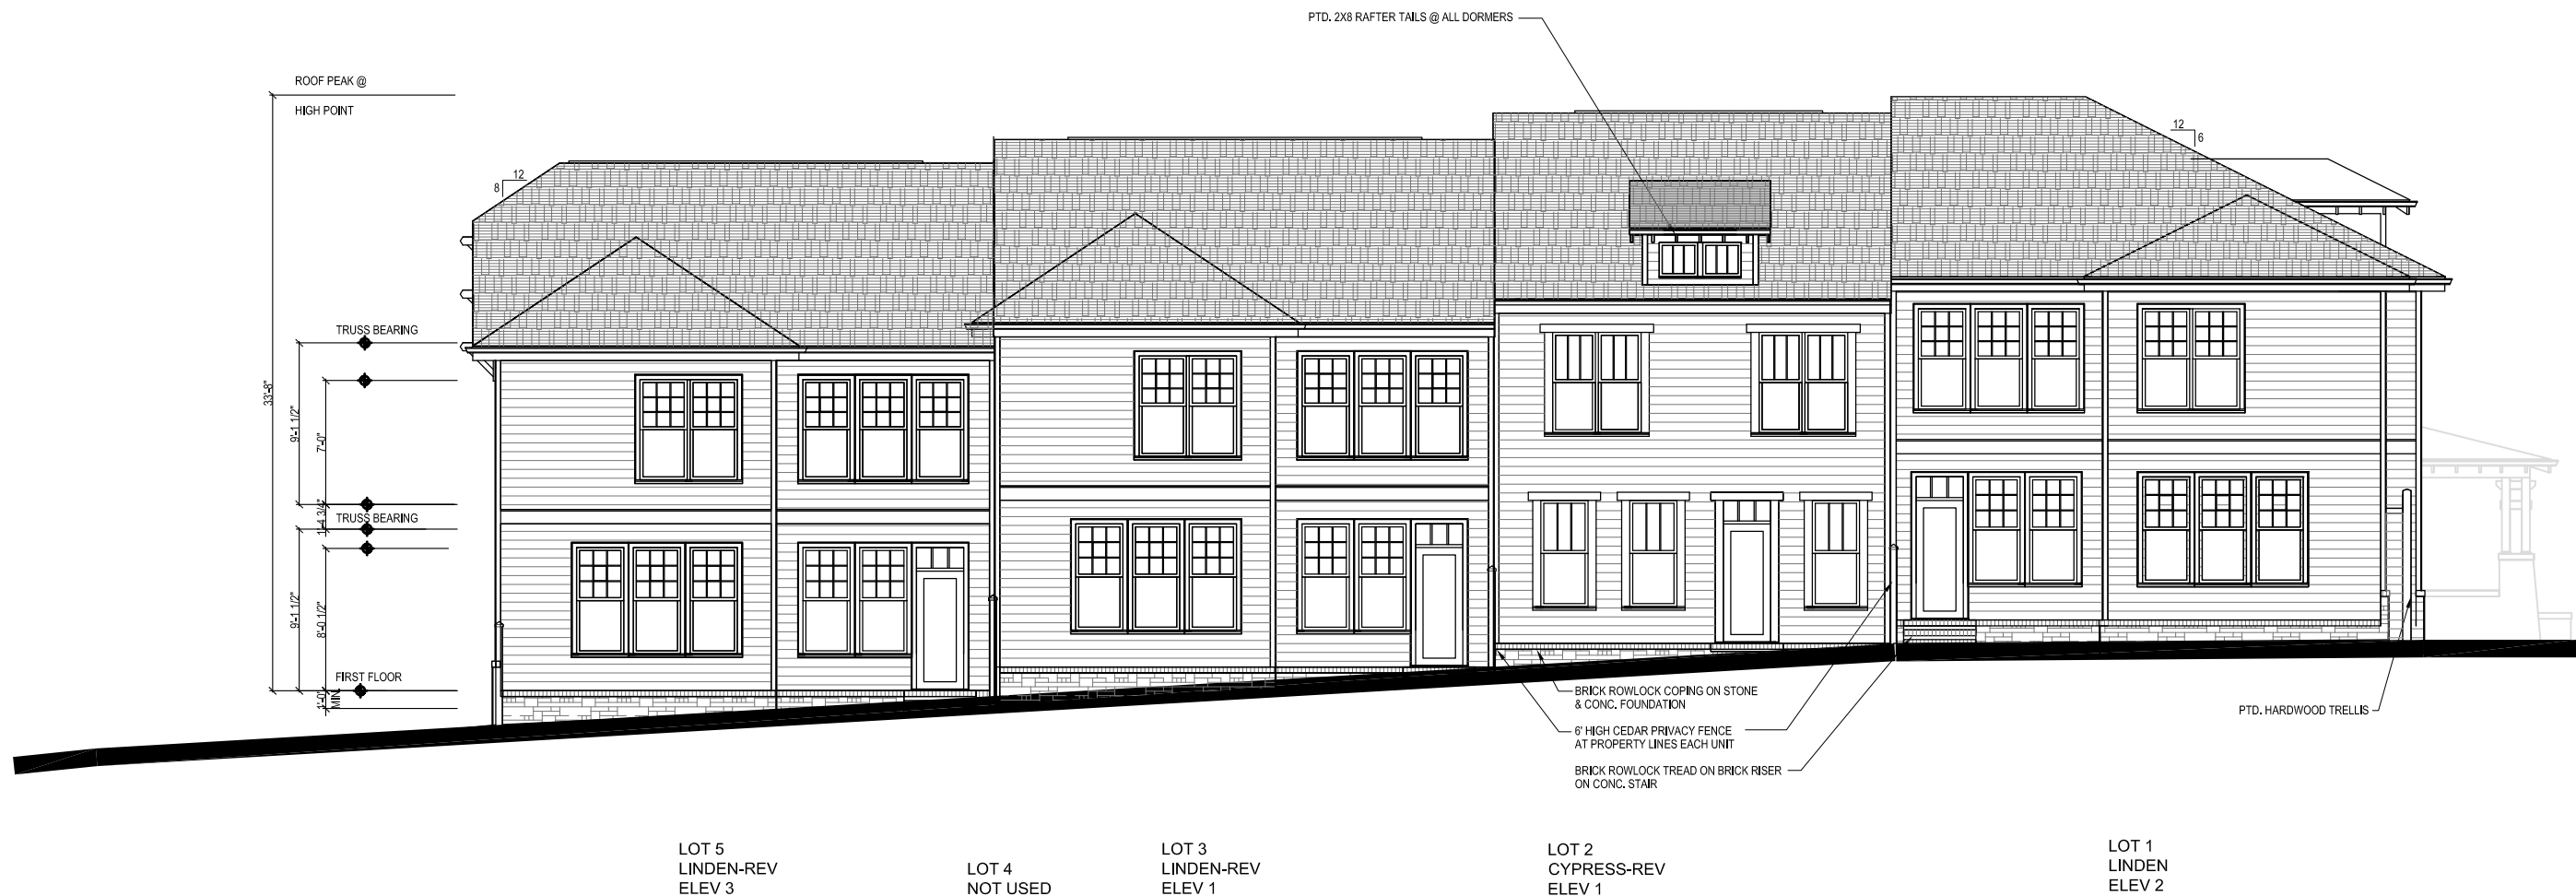 PTD. 2X8 RAFTER TAILS @ ALL DORMERS
ROOF PEAK @
HIGH POINT
12
8
12
6
TRUSS BEARING
33'-8"
9'-1 1/2"
7'-0"
1'-4 3/4"
TRUSS BEARING
9'-1 1/2"
8'-0 1/2"
FIRST FLOOR
1'-0"
MIN.
BRICK ROWLOCK COPING ON STONE
& CONC. FOUNDATION
6' HIGH CEDAR PRIVACY FENCE
AT PROPERTY LINES EACH UNIT
BRICK ROWLOCK TREAD ON BRICK RISER
ON CONC. STAIR
PTD. HARDWOOD TRELLIS
LOT 5
LINDEN-REV
ELEV 3
LOT 4
NOT USED
LOT 3
LINDEN-REV
ELEV 1
LOT 2
CYPRESS-REV
ELEV 1
LOT 1
LINDEN
ELEV 2